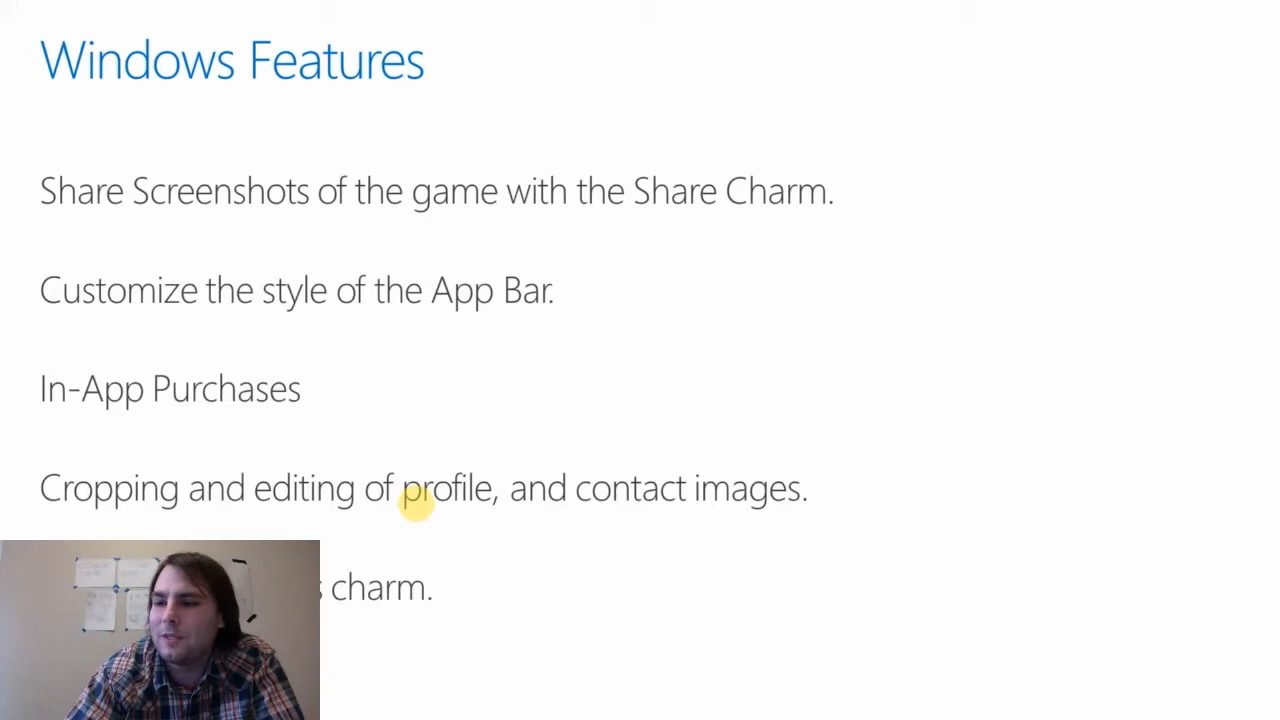 Windows Features
Share Screenshots of the game with the Share Charm.
Customize the style of the App Bar.
In-App Purchases
Cropping and editing of profile, and contact images.
charm.